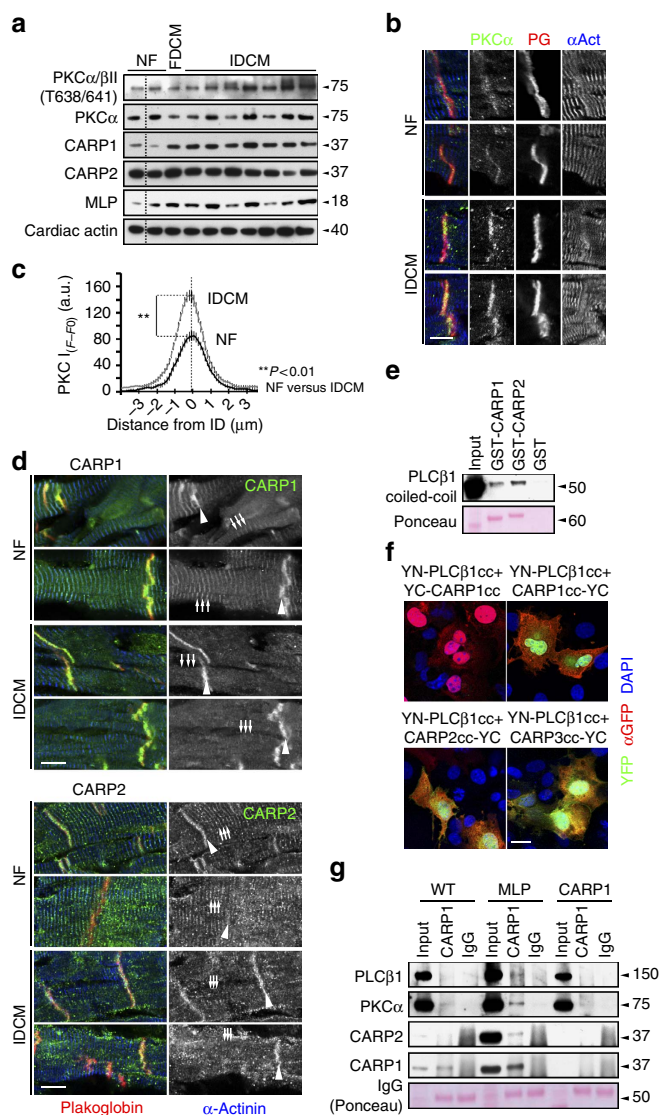 a
NF
FDCM
IDCM
PKCα/βII
(T638/641)
75
PKCα
75
CARP1
37
CARP2
37
MLP
18
Cardiac actin
40
b
PKCα
PG
αAct
NF
IDCM
c
PKC I(F–F0) (a.u.)
160
120
80
40
0
IDCM
NF
**
**P<0.01
NF versus IDCM
–3
–2
–1
0
1
2
3
Distance from ID (μm)
d
CARP1
CARP1
NF
IDCM
CARP2
CARP2
NF
IDCM
Plakoglobin
α-Actinin
e
Input
GST-CARP1
GST-CARP2
GST
PLCβ1
coiled-coil
50
Ponceau
60
f
YN-PLCβ1cc+
YC-CARP1cc
YN-PLCβ1cc+
CARP1cc-YC
YN-PLCβ1cc+
CARP2cc-YC
YN-PLCβ1cc+
CARP3cc-YC
YFP αGFP DAPI
g
WT
MLP
CARP1
Input
CARP1
IgG
Input
CARP1
IgG
Input
CARP1
IgG
PLCβ1
150
PKCα
75
CARP2
37
CARP1
37
IgG
(Ponceau)
50